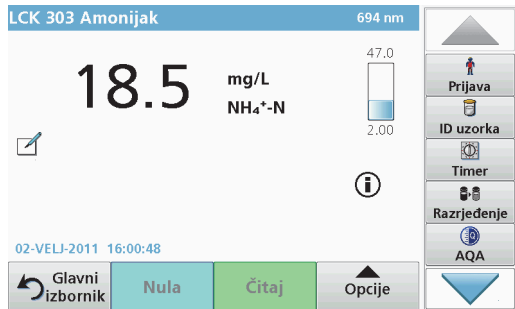 LCK 303 Amonijak 694 nm
47.0
18.5 mg/L
NH₄⁺-N
2.00
i
02-VELJ-2011 16:00:48
Glavni
izbornik
Nula
Čitaj
Opcije
Prijava
ID uzorka
Timer
Razrjeđenje
AQA